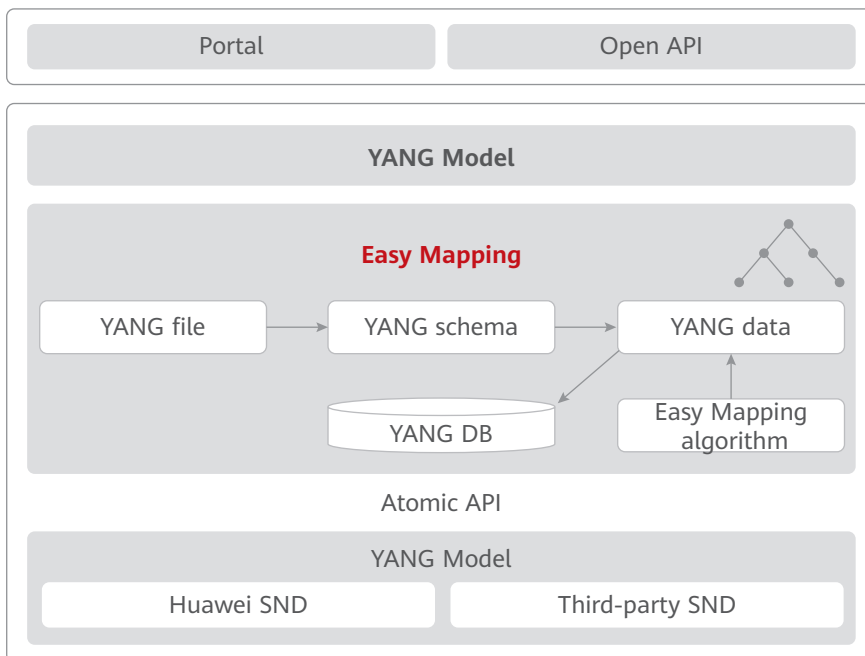 Portal
Open API
YANG Model
Easy Mapping
YANG file
YANG schema
YANG data
YANG DB
Easy Mapping
algorithm
Atomic API
YANG Model
Huawei SND
Third-party SND